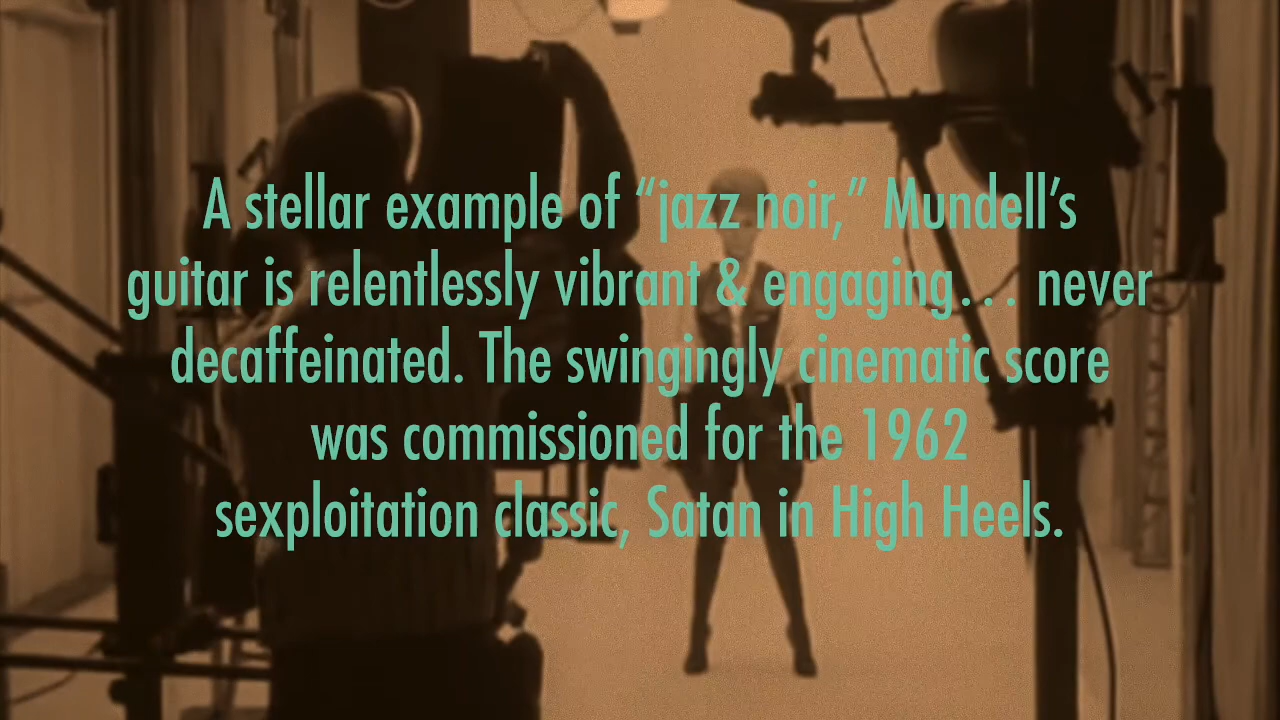 A stellar example of “jazz noir,” Mundell’s
guitar is relentlessly vibrant & engaging… never
decaffeinated. The swingingly cinematic score
was commissioned for the 1962
sexploitation classic, Satan in High Heels.